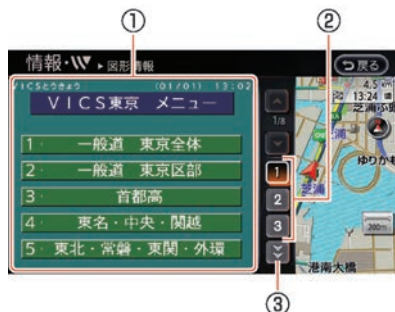 ① ②
情報・VV ▸ 図形情報 戻る
VICSとうきょう (01/01) 13:02
VICS東京 メニュー
1 一般道 東京全体
2 一般道 東京区部
3 首都高
4 東名・中央・関越
5 東北・常磐・東関・外環
1/8
1
2
3
4.5 km
13:24
芝浦
ゆりか
芝浦
200m
港南大橋
③